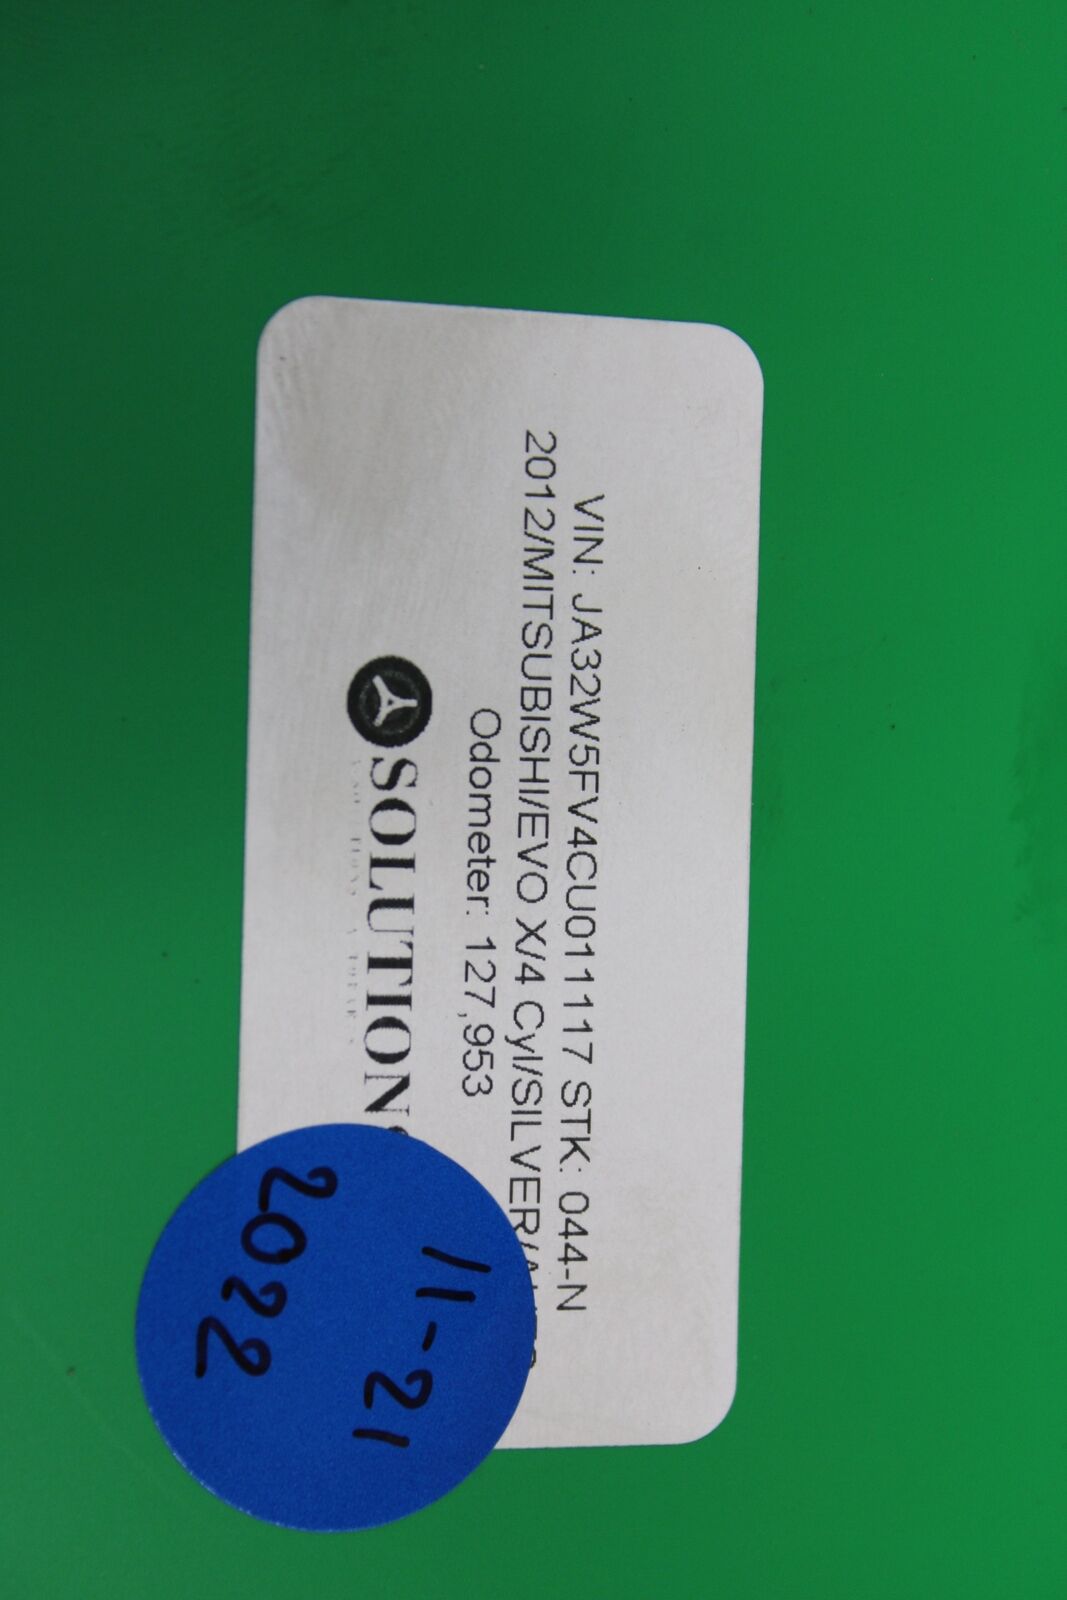 VIN: JA32W5FV4CU011117 STK: 044-N
2012/MITSUBISHI/EVO X/4 Cyl/SILVER/
Odometer: 127,953
SOLUTION
11-21
2022